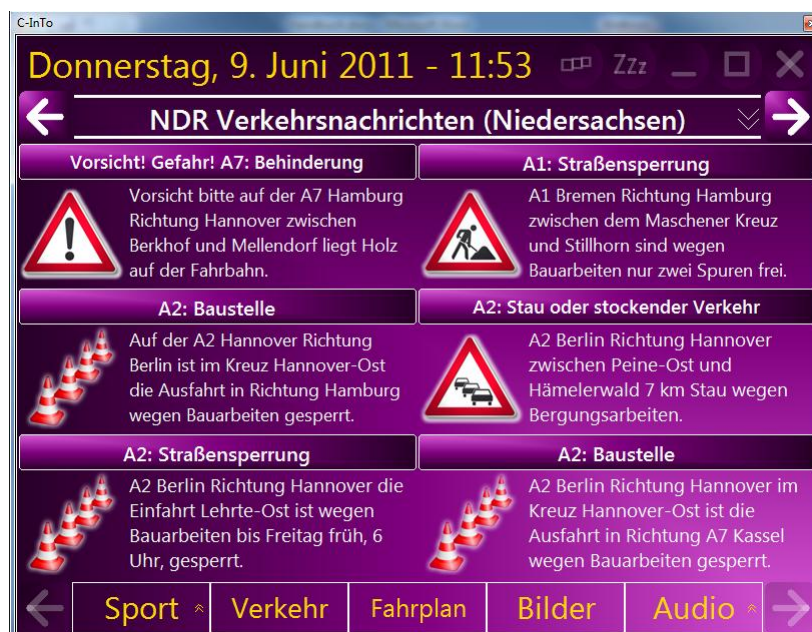 C-InTo
Donnerstag, 9. Juni 2011 - 11:53
Zzz
NDR Verkehrsnachrichten (Niedersachsen)
Vorsicht! Gefahr! A7: Behinderung
Vorsicht bitte auf der A7 Hamburg
Richtung Hannover zwischen
Berkhof und Mellendorf liegt Holz
auf der Fahrbahn.
A1: Straßensperrung
A1 Bremen Richtung Hamburg
zwischen dem Maschener Kreuz
und Stillhorn sind wegen
Bauarbeiten nur zwei Spuren frei.
A2: Baustelle
Auf der A2 Hannover Richtung
Berlin ist im Kreuz Hannover-Ost
die Ausfahrt in Richtung Hamburg
wegen Bauarbeiten gesperrt.
A2: Stau oder stockender Verkehr
A2 Berlin Richtung Hannover
zwischen Peine-Ost und
Hämelerwald 7 km Stau wegen
Bergungsarbeiten.
A2: Straßensperrung
A2 Berlin Richtung Hannover die
Einfahrt Lehrte-Ost ist wegen
Bauarbeiten bis Freitag früh, 6
Uhr, gesperrt.
A2: Baustelle
A2 Berlin Richtung Hannover im
Kreuz Hannover-Ost ist die
Ausfahrt in Richtung A7 Kassel
wegen Bauarbeiten gesperrt.
Sport
Verkehr
Fahrplan
Bilder
Audio